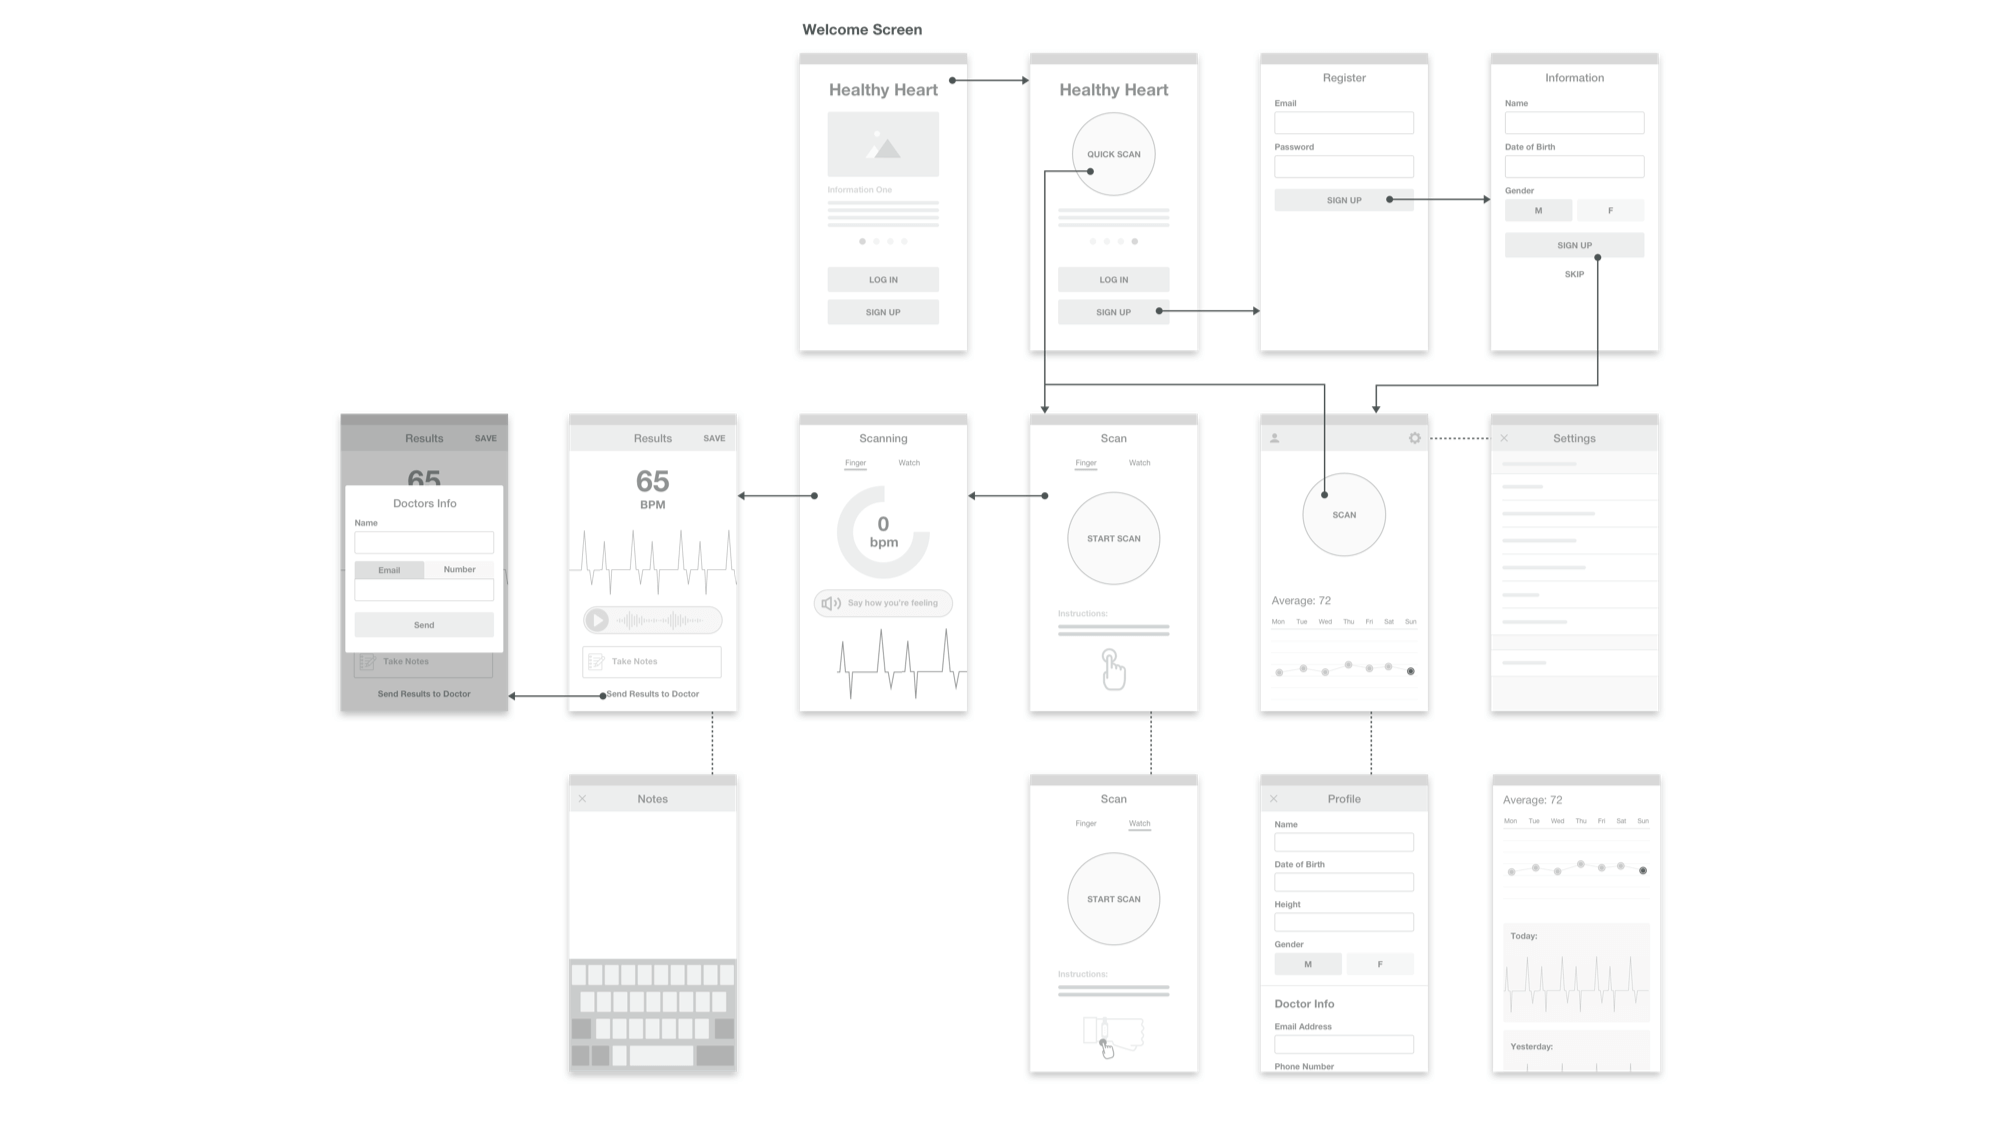 Welcome Screen
Healthy Heart
Information One
LOG IN
SIGN UP
Healthy Heart
QUICK SCAN
LOG IN
SIGN UP
Register
Email
Password
SIGN UP
Information
Name
Date of Birth
Gender
M F
SIGN UP
SKIP
Results SAVE
65
Doctors Info
Name
Email Number
Send
Take Notes
Send Results to Doctor
Results SAVE
65
BPM
Take Notes
Send Results to Doctor
Scanning
Finger Watch
0
bpm
Say how you're feeling
Scan
Finger Watch
START SCAN
Instructions:
SCAN
Average: 72
Mon Tue Wed Thu Fri Sat Sun
Settings
Notes
Scan
Finger Watch
START SCAN
Instructions:
Profile
Name
Date of Birth
Height
Gender
M F
Doctor Info
Email Address
Phone Number
Average: 72
Mon Tue Wed Thu Fri Sat Sun
Today:
Yesterday: